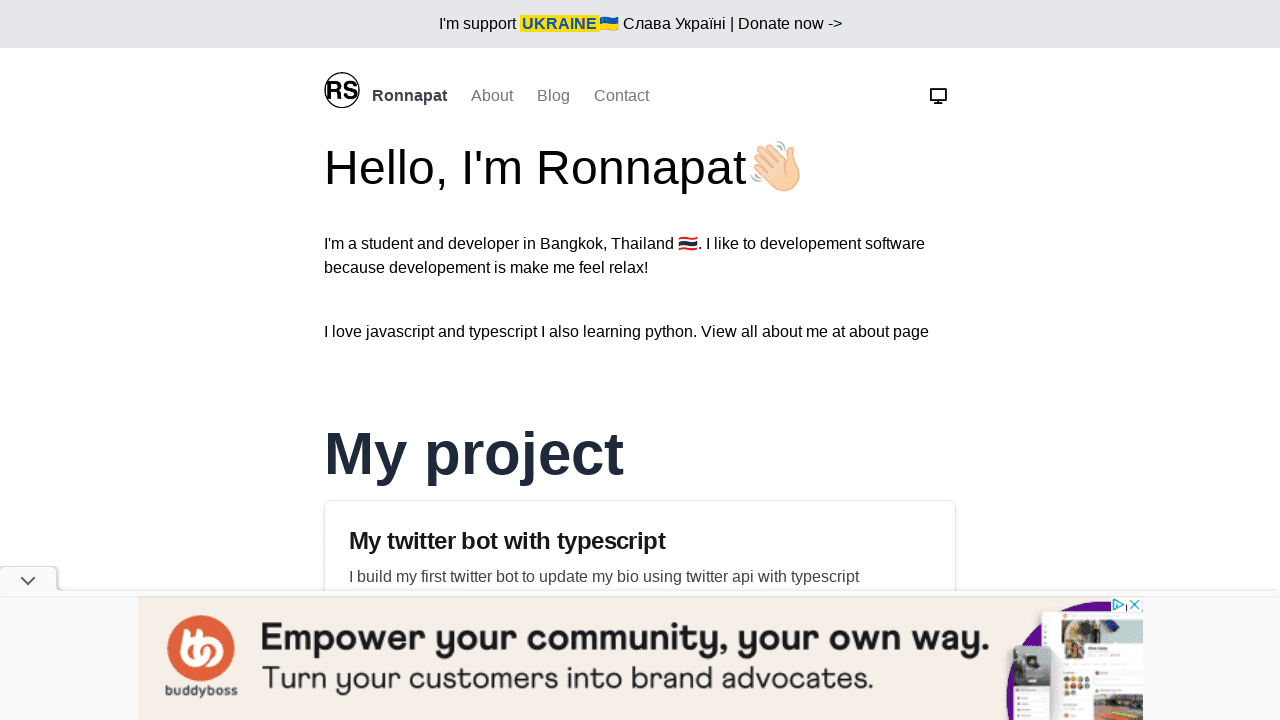 I'm support UKRAINE🇺🇦 Слава Україні | Donate now ->
RS Ronnapat About Blog Contact
Hello, I'm Ronnapat👋🏻
I'm a student and developer in Bangkok, Thailand 🇹🇭. I like to developement software
because developement is make me feel relax!
I love javascript and typescript I also learning python. View all about me at about page
My project
My twitter bot with typescript
I build my first twitter bot to update my bio using twitter api with typescript
Empower your community, your own way.
Turn your customers into brand advocates.
buddyboss